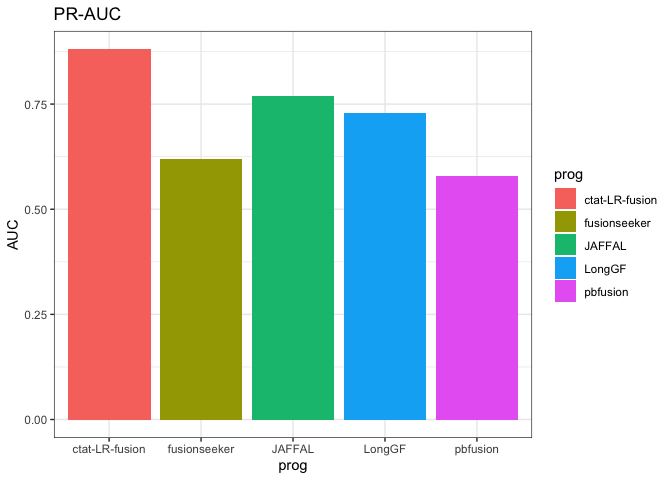 PR-AUC
AUC
0.75
0.50
0.25
0.00
ctat-LR-fusion fusionseeker JAFFAL LongGF pbfusion
prog
prog
ctat-LR-fusion
fusionseeker
JAFFAL
LongGF
pbfusion